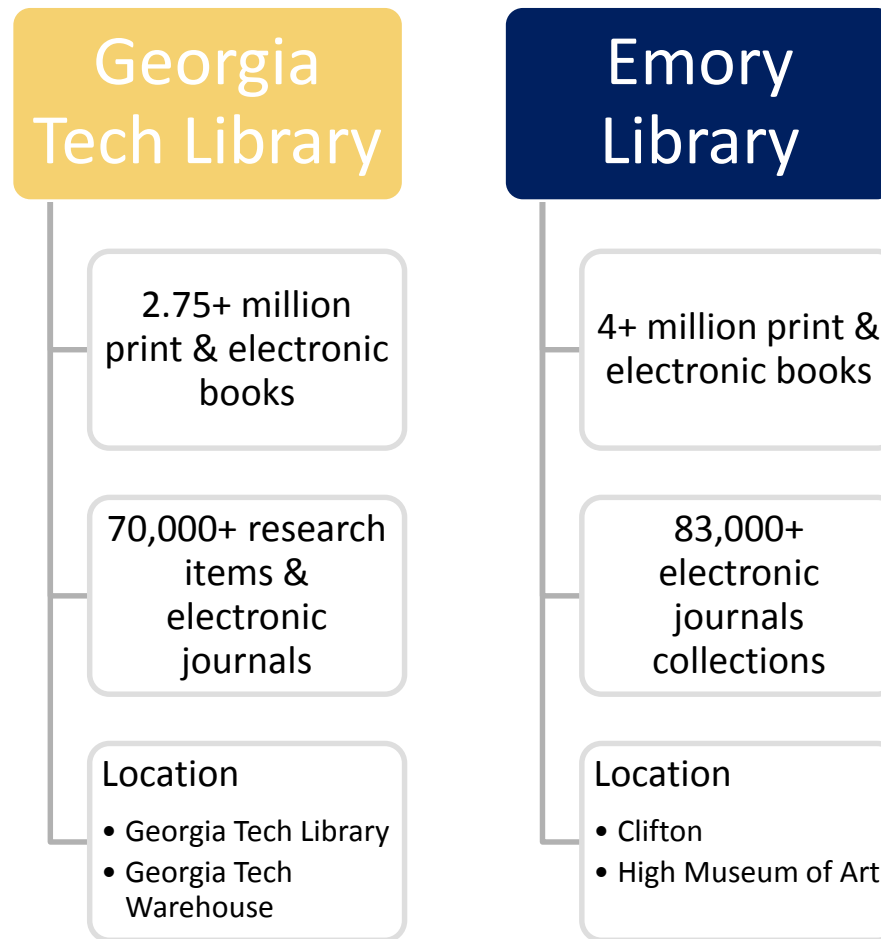 Georgia
Tech Library
2.75+ million
print & electronic
books
70,000+ research
items &
electronic
journals
Location
• Georgia Tech Library
• Georgia Tech
Warehouse
Emory
Library
4+ million print &
electronic books
83,000+
electronic
journals
collections
Location
• Clifton
• High Museum of Art